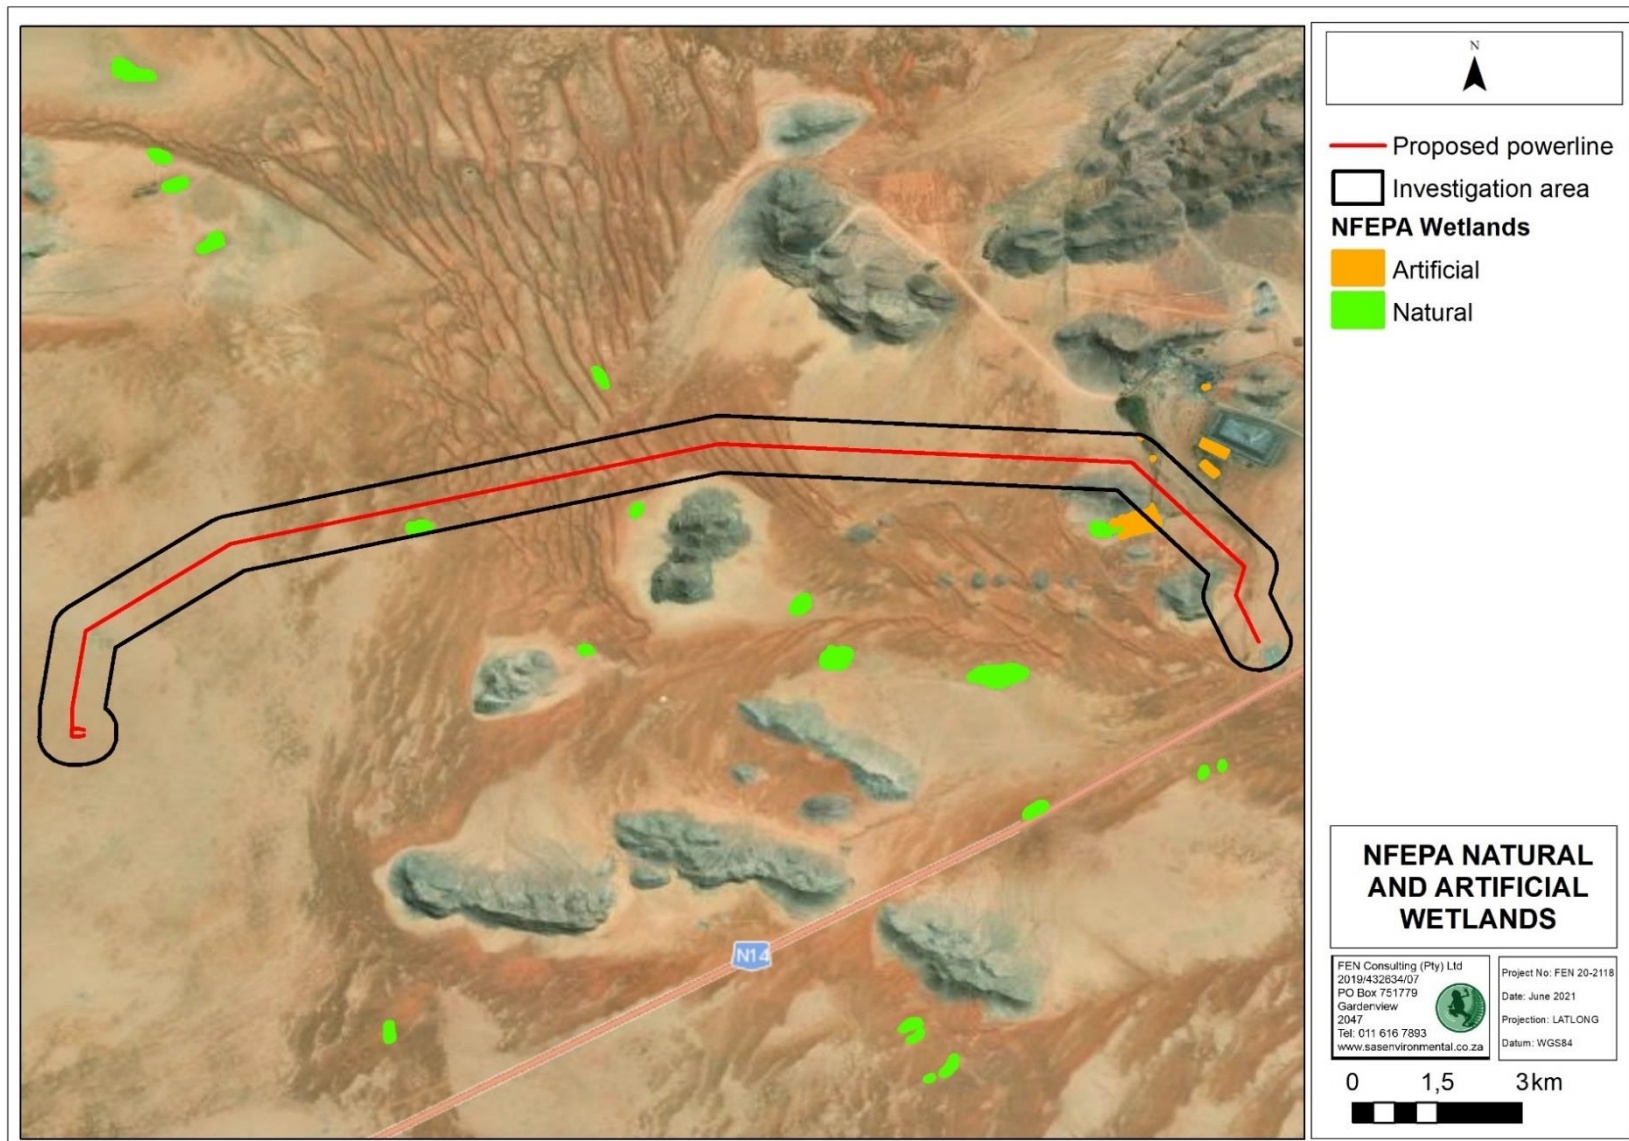 N
Proposed powerline
Investigation area
NFEPA Wetlands
Artificial
Natural
N14
NFEPA NATURAL
AND ARTIFICIAL
WETLANDS
FEN Consulting (Pty) Ltd
2019/432634/07
PO Box 751779
Gardenview
2047
Tel: 011 616 7893
www.sasenvironmental.co.za
Project No: FEN 20-2118
Date: June 2021
Projection: LATLONG
Datum: WGS84
0 1,5 3km